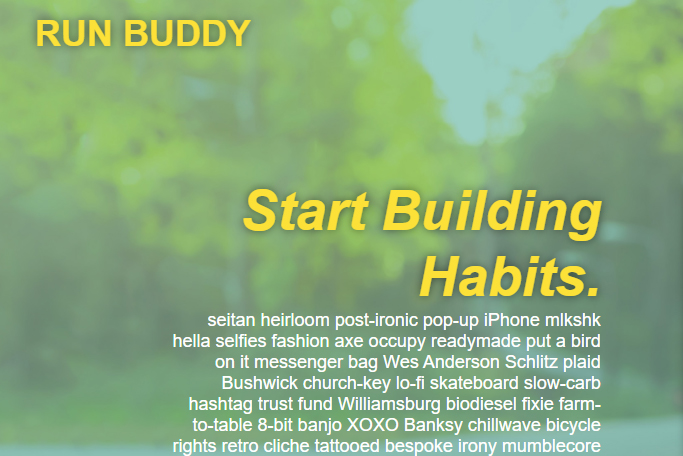 RUN BUDDY
Start Building
Habits.
seitan heirloom post-ironic pop-up iPhone mlkshk
hella selfies fashion axe occupy readymade put a bird
on it messenger bag Wes Anderson Schlitz plaid
Bushwick church-key lo-fi skateboard slow-carb
hashtag trust fund Williamsburg biodiesel fixie farm-
to-table 8-bit banjo XOXO Banksy chillwave bicycle
rights retro cliche tattooed bespoke irony mumblecore